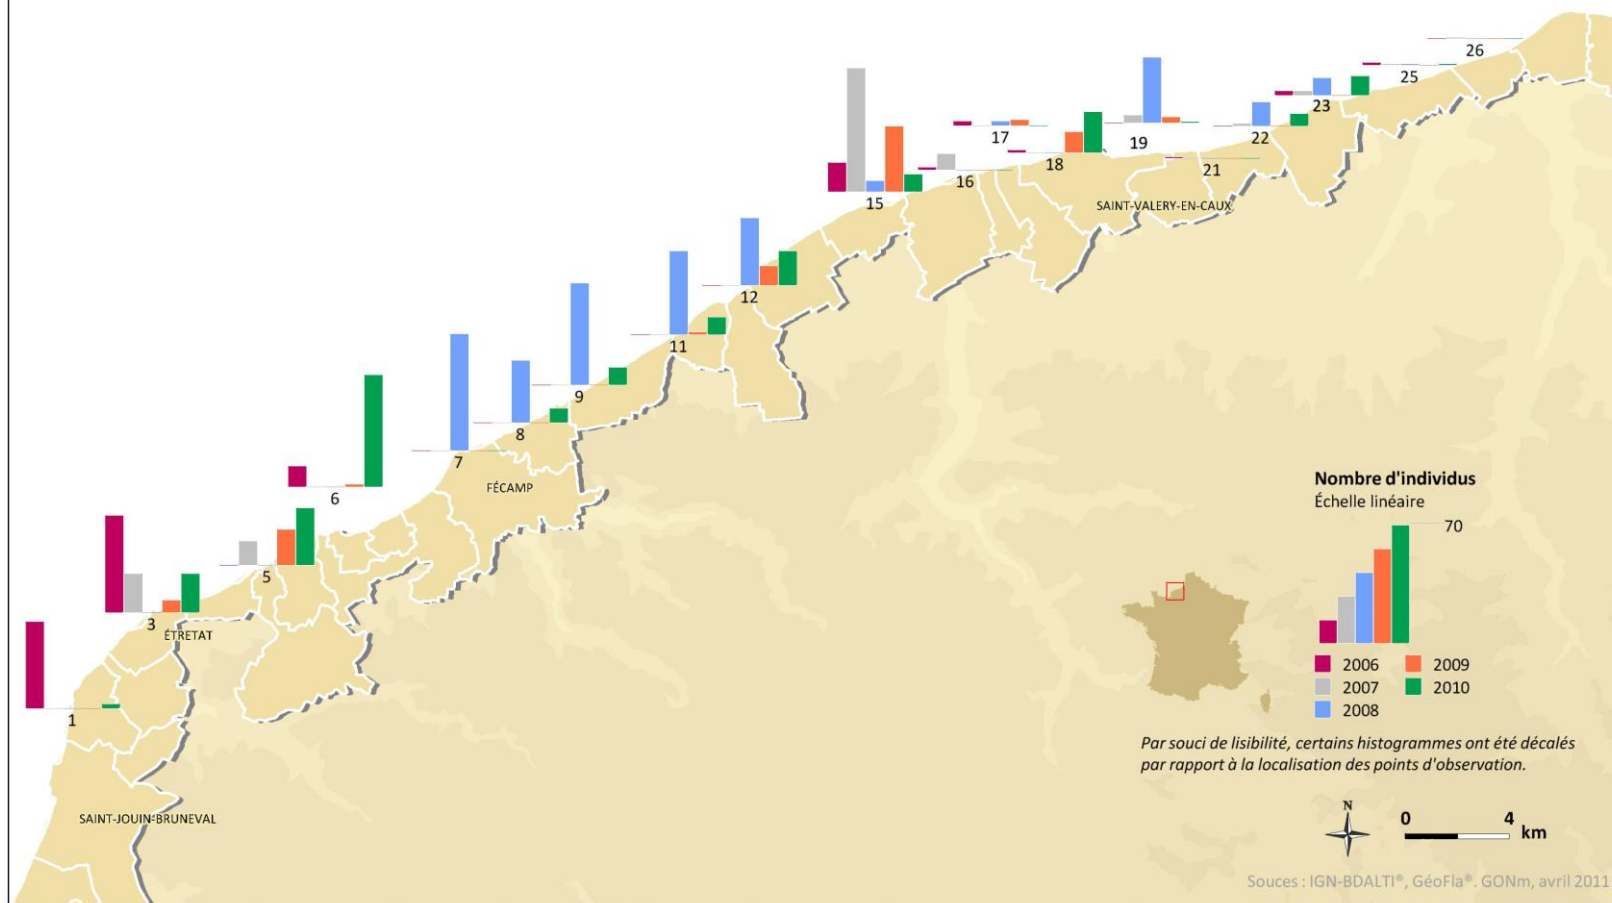 26
25
23
22
21
19
18
17
16
15
SAINT-VALERY-EN-CAUX
12
11
9
8
7
FÉCAMP
6
5
3
ÉTRETAT
1
SAINT-JOUIN-BRUNEVAL
Nombre d'individus
Échelle linéaire
70
2006 2009
2007 2010
2008
Par souci de lisibilité, certains histogrammes ont été décalés
par rapport à la localisation des points d'observation.
N
0 4
km
Souces : IGN-BDALTI®, GéoFla®. GONm, avril 2011